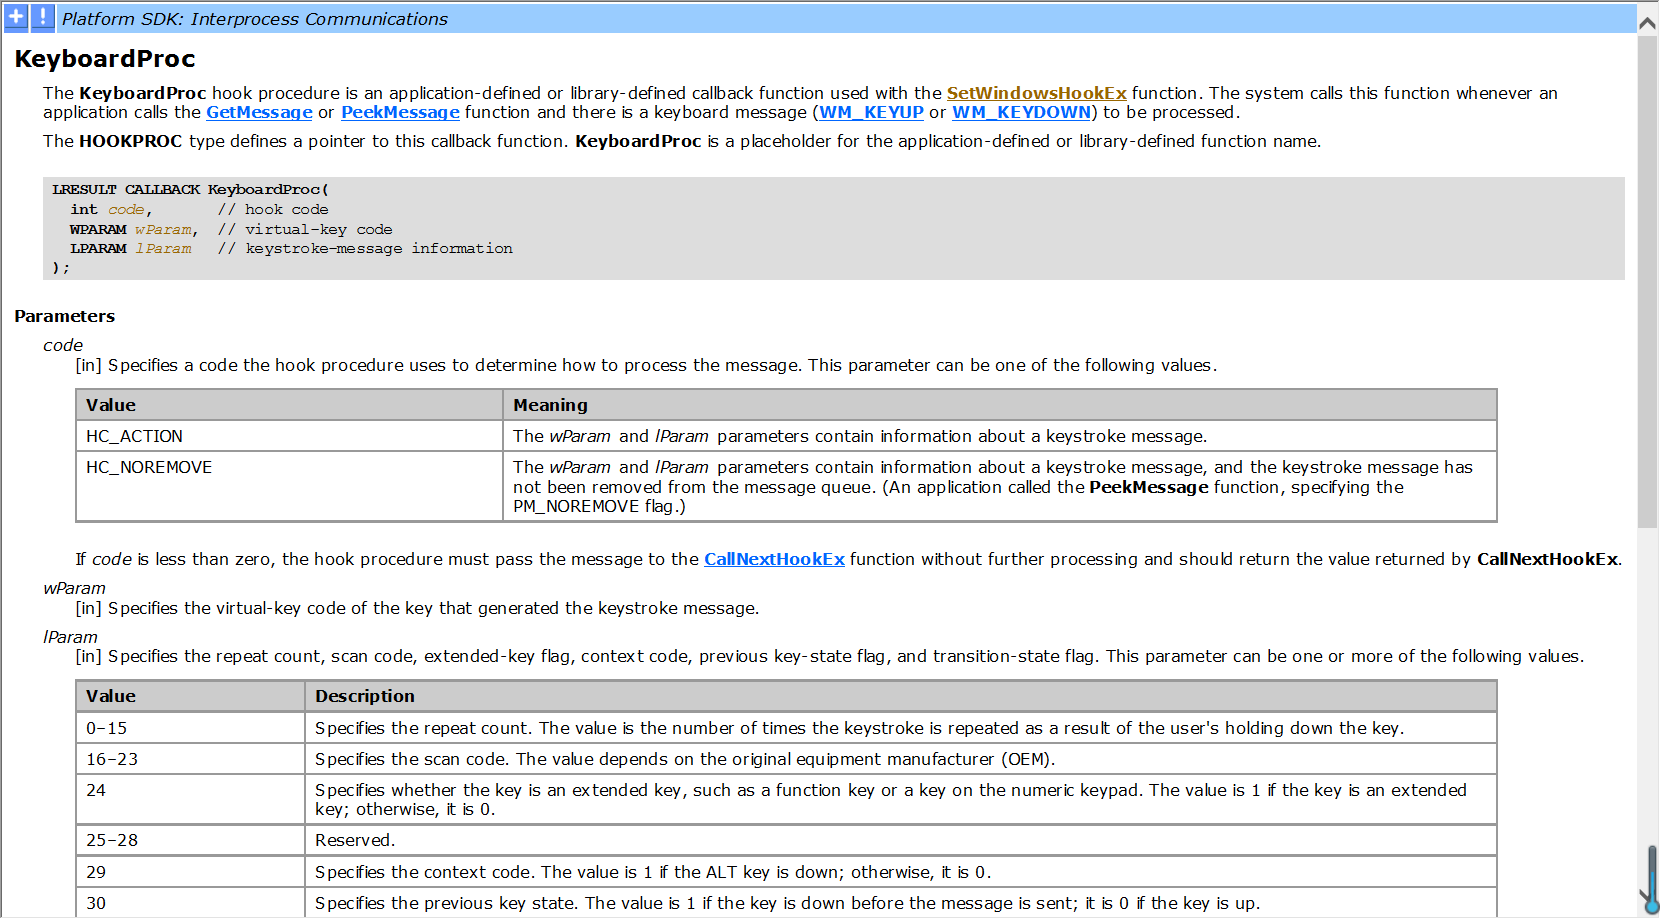 Platform SDK: Interprocess Communications
KeyboardProc
The KeyboardProc hook procedure is an application-defined or library-defined callback function used with the SetWindowsHookEx function. The system calls this function whenever an
application calls the GetMessage or PeekMessage function and there is a keyboard message (WM_KEYUP or WM_KEYDOWN) to be processed.
The HOOKPROC type defines a pointer to this callback function. KeyboardProc is a placeholder for the application-defined or library-defined function name.
LRESULT CALLBACK KeyboardProc(
  int code,       // hook code
  WPARAM wParam,  // virtual-key code
  LPARAM lParam   // keystroke-message information
);
Parameters
code
[in] Specifies a code the hook procedure uses to determine how to process the message. This parameter can be one of the following values.
Value Meaning
HC_ACTION The wParam and lParam parameters contain information about a keystroke message.
HC_NOREMOVE The wParam and lParam parameters contain information about a keystroke message, and the keystroke message has
not been removed from the message queue. (An application called the PeekMessage function, specifying the
PM_NOREMOVE flag.)
If code is less than zero, the hook procedure must pass the message to the CallNextHookEx function without further processing and should return the value returned by CallNextHookEx.
wParam
[in] Specifies the virtual-key code of the key that generated the keystroke message.
lParam
[in] Specifies the repeat count, scan code, extended-key flag, context code, previous key-state flag, and transition-state flag. This parameter can be one or more of the following values.
Value Description
0–15 Specifies the repeat count. The value is the number of times the keystroke is repeated as a result of the user's holding down the key.
16–23 Specifies the scan code. The value depends on the original equipment manufacturer (OEM).
24 Specifies whether the key is an extended key, such as a function key or a key on the numeric keypad. The value is 1 if the key is an extended
key; otherwise, it is 0.
25–28 Reserved.
29 Specifies the context code. The value is 1 if the ALT key is down; otherwise, it is 0.
30 Specifies the previous key state. The value is 1 if the key is down before the message is sent; it is 0 if the key is up.